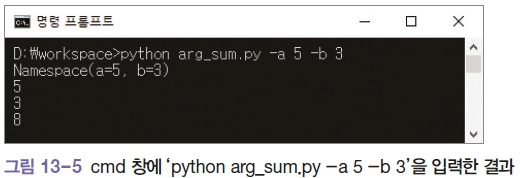 명령 프롬프트
D:₩workspace>python arg_sum.py -a 5 -b 3
Namespace(a=5, b=3)
5
3
8
그림 13-5 cmd 창에 ‘python arg_sum.py -a 5 -b 3’을 입력한 결과